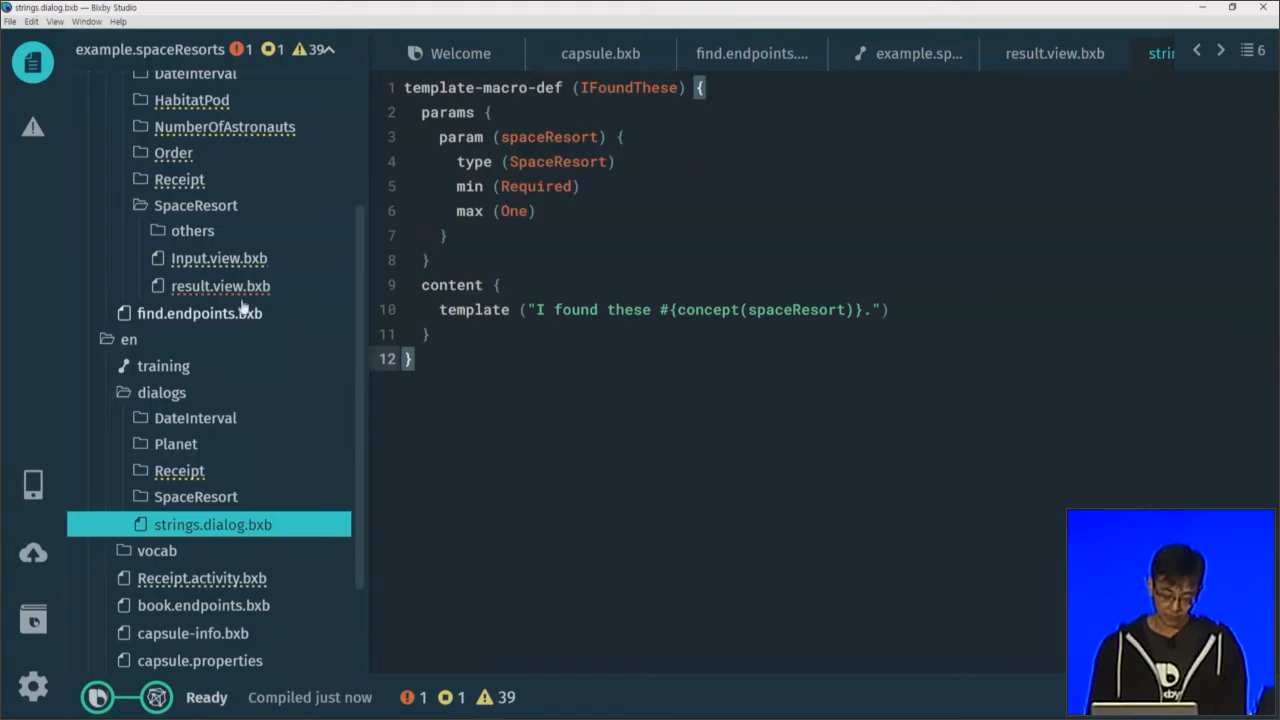 strings.dialog.bxb — Bixby Studio
File Edit View Window Help
example.spaceResorts 1 1 39
DateInterval
HabitatPod
NumberOfAstronauts
Order
Receipt
SpaceResort
others
Input.view.bxb
result.view.bxb
find.endpoints.bxb
en
training
dialogs
DateInterval
Planet
Receipt
SpaceResort
strings.dialog.bxb
vocab
Receipt.activity.bxb
book.endpoints.bxb
capsule-info.bxb
capsule.properties
Welcome capsule.bxb find.endpoints.... example.sp... result.view.bxb strin 6
1 template-macro-def (IFoundThese) {
2 params {
3 param (spaceResort) {
4 type (SpaceResort)
5 min (Required)
6 max (One)
7 }
8 }
9 content {
10 template ("I found these #{concept(spaceResort)}.")
11 }
12 }
Ready Compiled just now 1 1 39